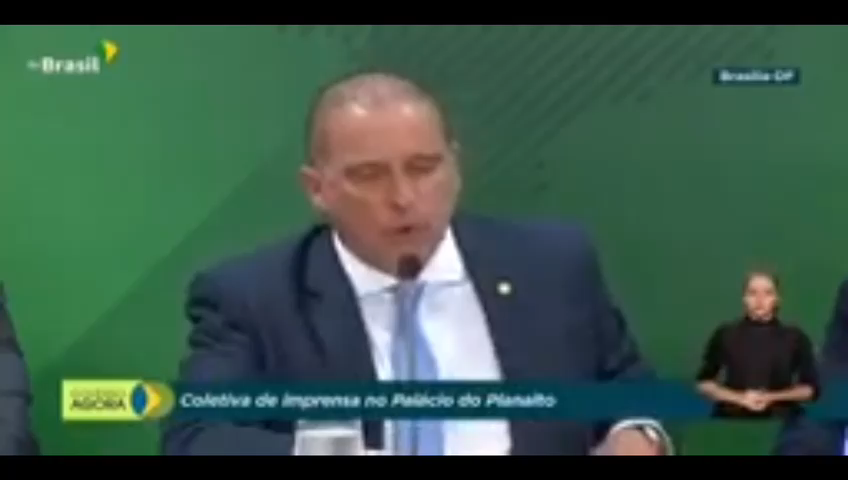 Brasil
Brasília-DF
AGORA
Coletiva de imprensa no Palácio do Planalto